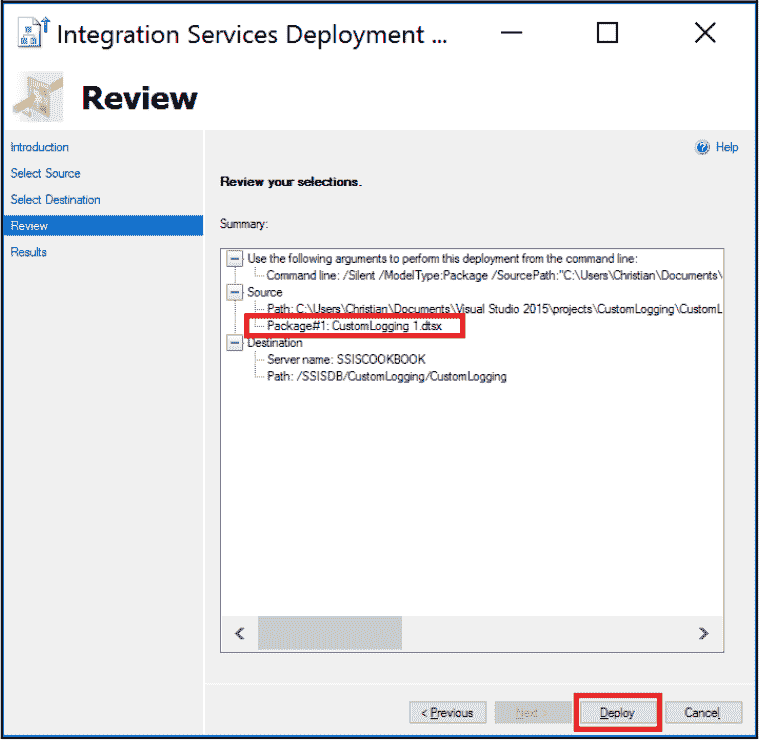 Integration Services Deployment ...
Review
Introduction
Select Source
Select Destination
Review
Results
Help
Review your selections.
Summary:
Use the following arguments to perform this deployment from the command line:
Command line: /Silent /ModelType:Package /SourcePath:"C:\Users\Christian\Documents\
Source
Path: C:\Users\Christian\Documents\Visual Studio 2015\projects\CustomLogging\CustomL
Package#1: CustomLogging 1.dtsx
Destination
Server name: SSISCOOKBOOK
Path: /SSISDB/CustomLogging/CustomLogging
< Previous
Next >
Deploy
Cancel